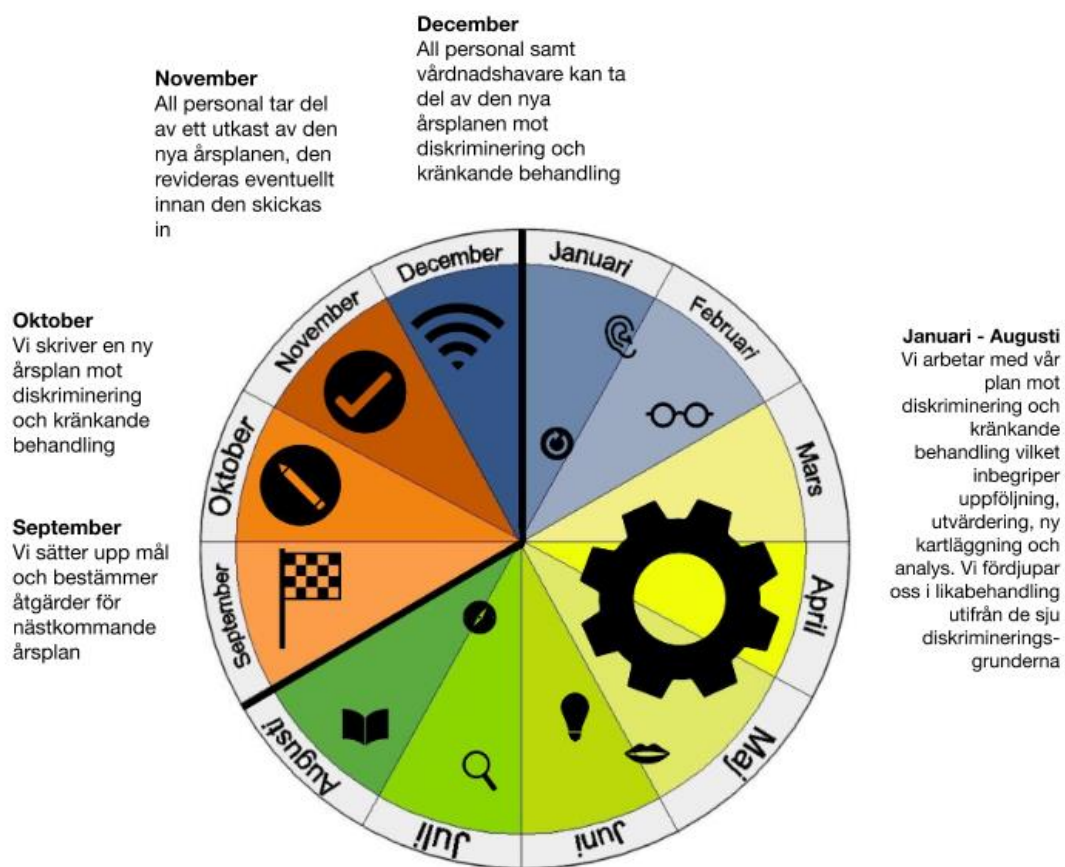 December
All personal samt
vårdnadshavare kan ta
del av den nya
årsplanen mot
diskriminering och
kränkande behandling
November
All personal tar del
av ett utkast av den
nya årsplanen, den
revideras eventuellt
innan den skickas
in
Oktober
Vi skriver en ny
årsplan mot
diskriminering
och kränkande
behandling
September
Vi sätter upp mål
och bestämmer
åtgärder för
nästkommande
årsplan
Januari - Augusti
Vi arbetar med vår
plan mot
diskriminering och
kränkande
behandling vilket
inbegriper
uppföljning,
utvärdering, ny
kartläggning och
analys. Vi fördjupar
oss i likabehandling
utifrån de sju
diskriminerings-
grunderna
Januari
Februari
Mars
April
Maj
Juni
Juli
Augusti
September
Oktober
November
December